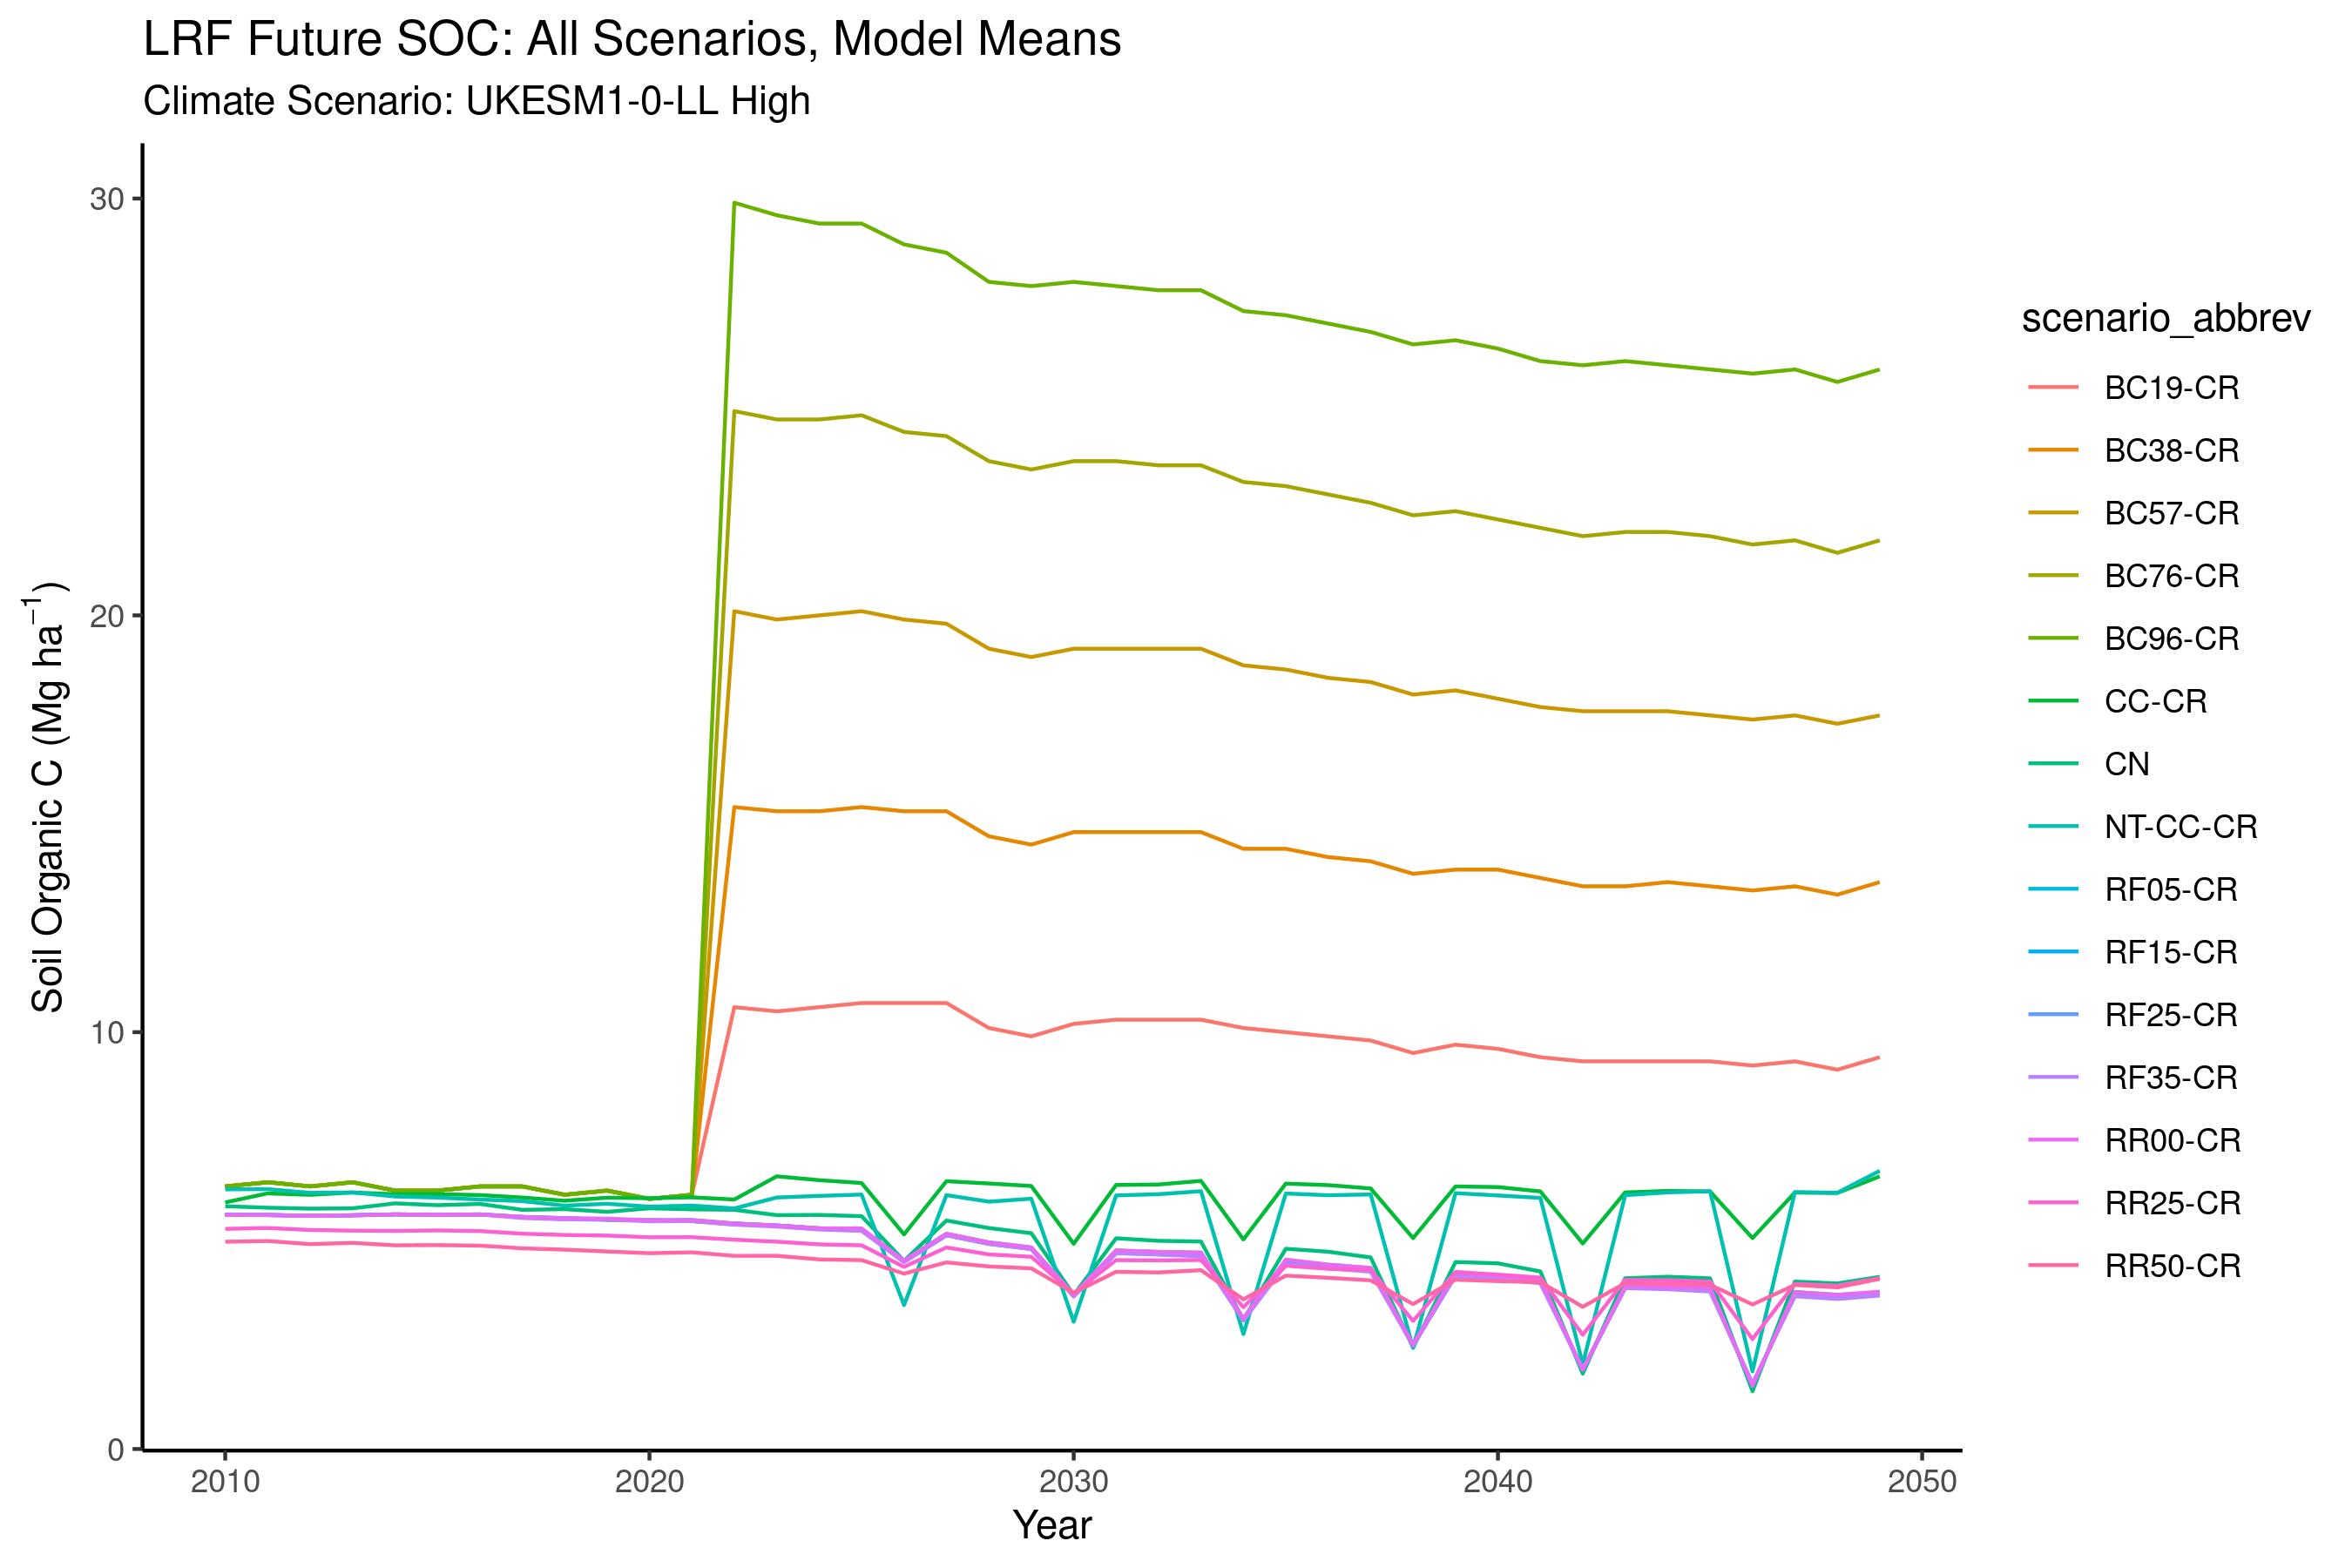 LRF Future SOC: All Scenarios, Model Means
Climate Scenario: UKESM1-0-LL High
Soil Organic C (Mg ha⁻¹)
30
20
10
0
2010
2020
2030
2040
2050
Year
scenario_abbrev
BC19-CR
BC38-CR
BC57-CR
BC76-CR
BC96-CR
CC-CR
CN
NT-CC-CR
RF05-CR
RF15-CR
RF25-CR
RF35-CR
RR00-CR
RR25-CR
RR50-CR